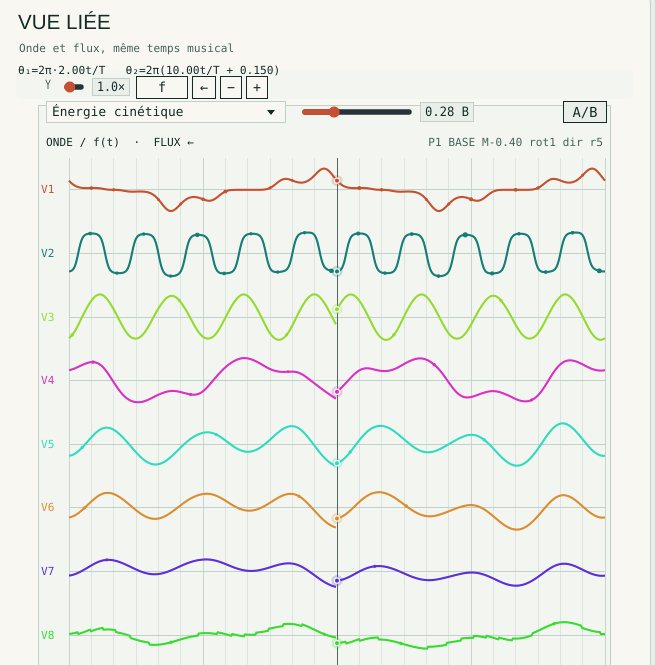 VUE LIÉE
Onde et flux, même temps musical
θ₁=2π·2.00t/T   θ₂=2π(10.00t/T + 0.150)
Y 1.0× f ← − +
Énergie cinétique 0.28 B A/B
ONDE / f(t) · FLUX ← P1 BASE M-0.40 rot1 dir r5
V1
V2
V3
V4
V5
V6
V7
V8